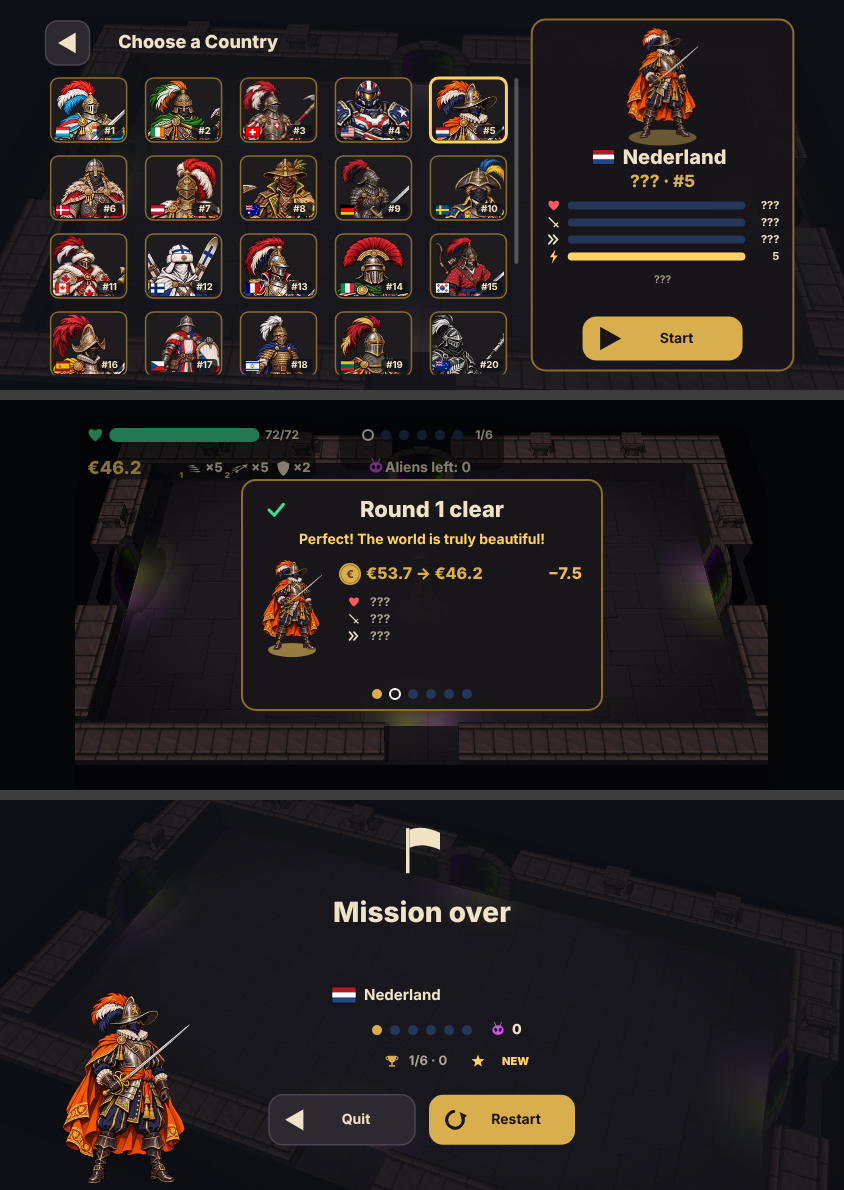 Choose a Country
#1
#2
#3
#4
#5
#6
#7
#8
#9
#10
#11
#12
#13
#14
#15
#16
#17
#18
#19
#20
Nederland
??? · #5
???
???
???
5
???
Start
72/72
1/6
€46.2
1 ×5 2 ×5 ×2
Aliens left: 0
Round 1 clear
Perfect! The world is truly beautiful!
€ €53.7 → €46.2 −7.5
???
???
???
Mission over
Nederland
0
1/6 · 0 NEW
Quit
Restart